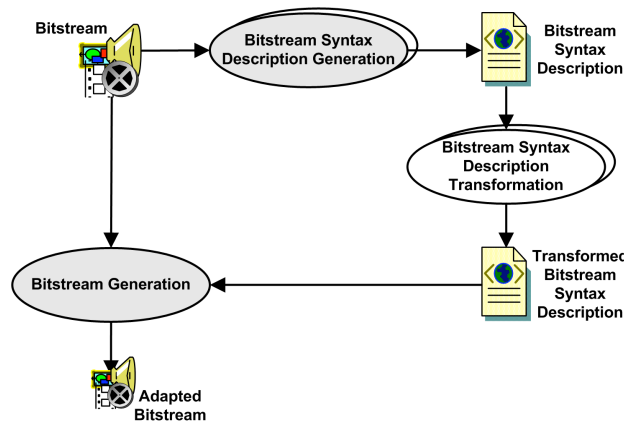 Bitstream
Bitstream Syntax
Description Generation
Bitstream
Syntax
Description
Bitstream Syntax
Description
Transformation
Bitstream Generation
Transformed
Bitstream
Syntax
Description
Adapted
Bitstream